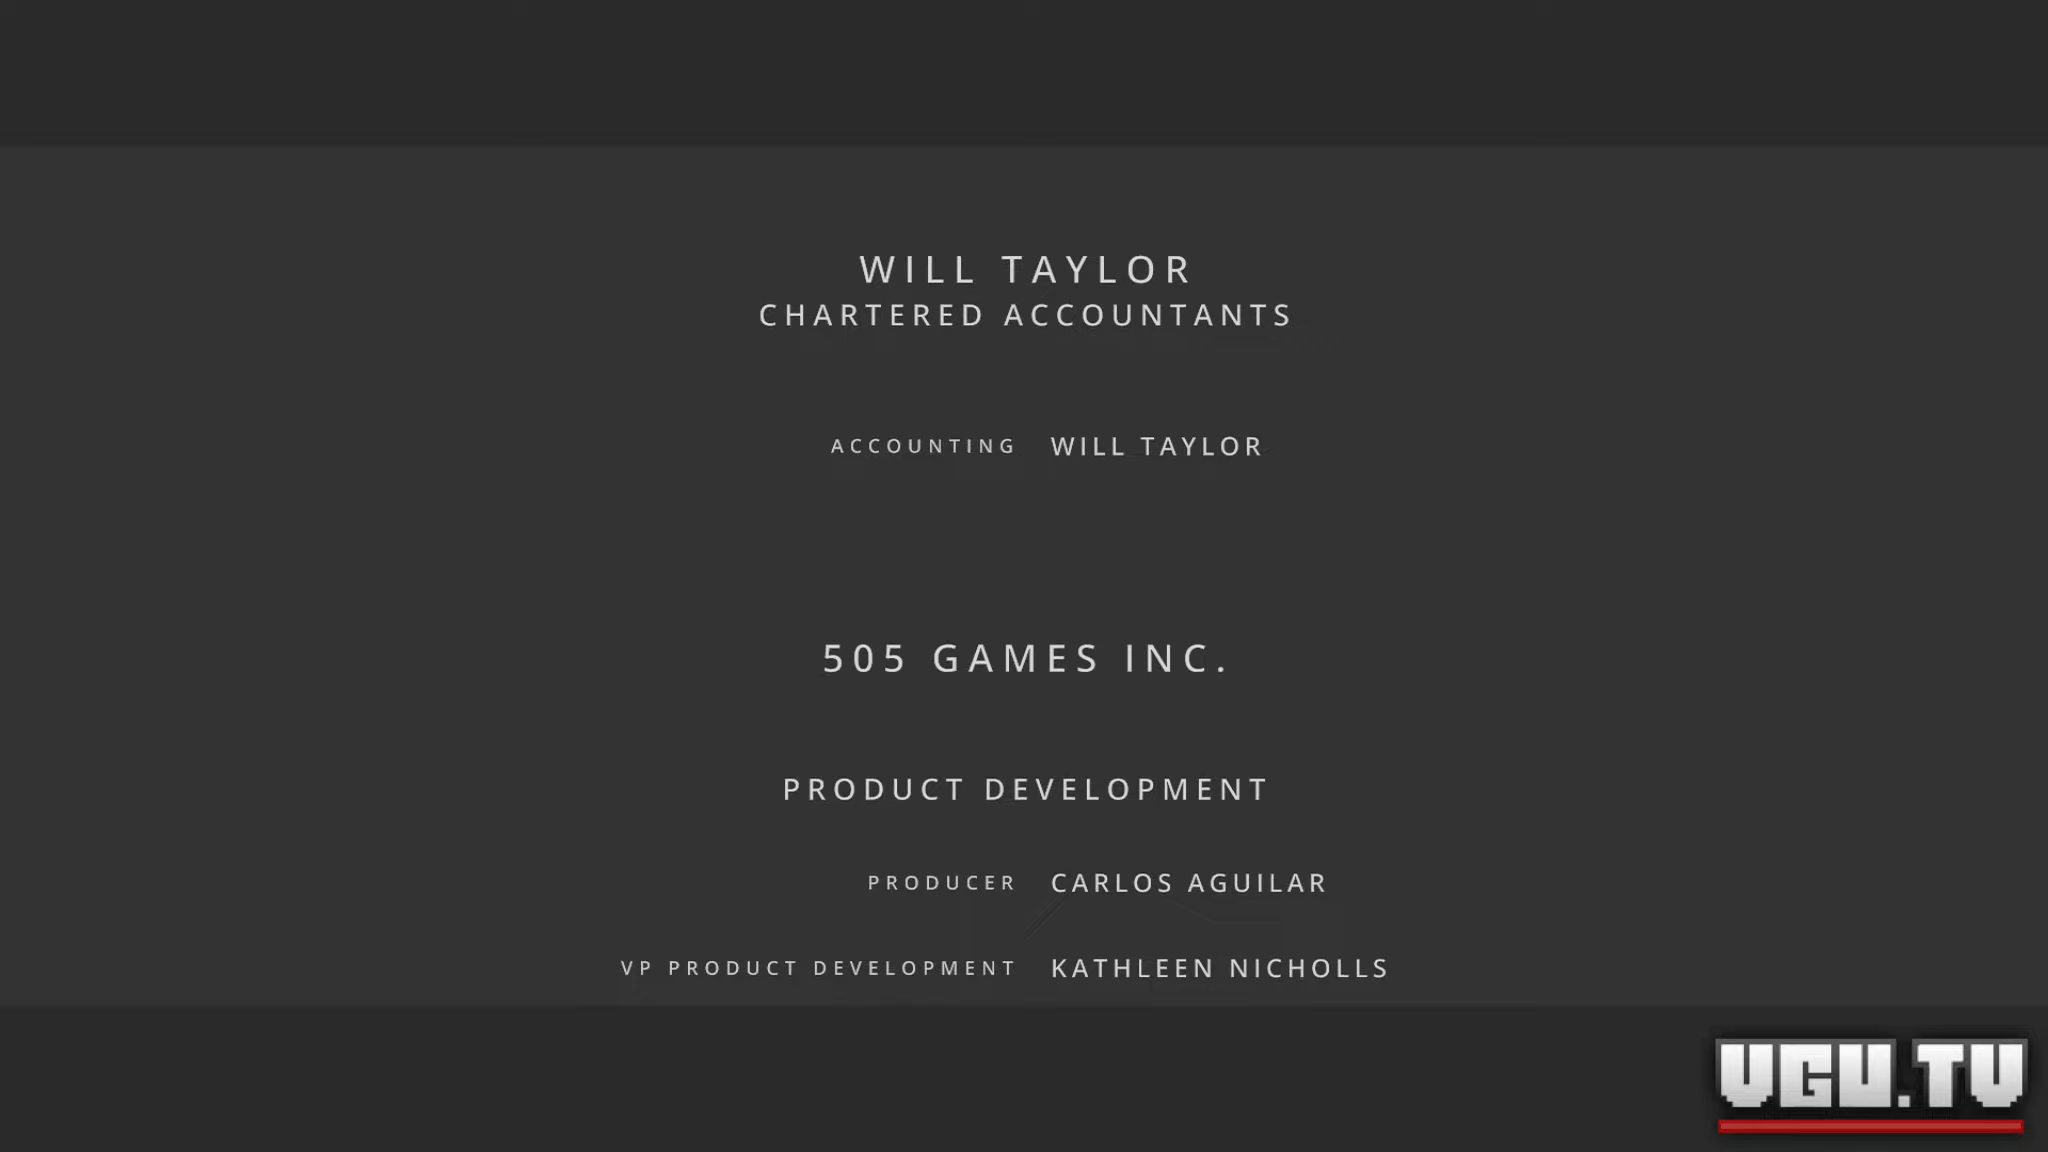 WILL TAYLOR
CHARTERED ACCOUNTANTS
ACCOUNTING WILL TAYLOR
505 GAMES INC.
PRODUCT DEVELOPMENT
PRODUCER CARLOS AGUILAR
VP PRODUCT DEVELOPMENT KATHLEEN NICHOLLS
VGU.TV